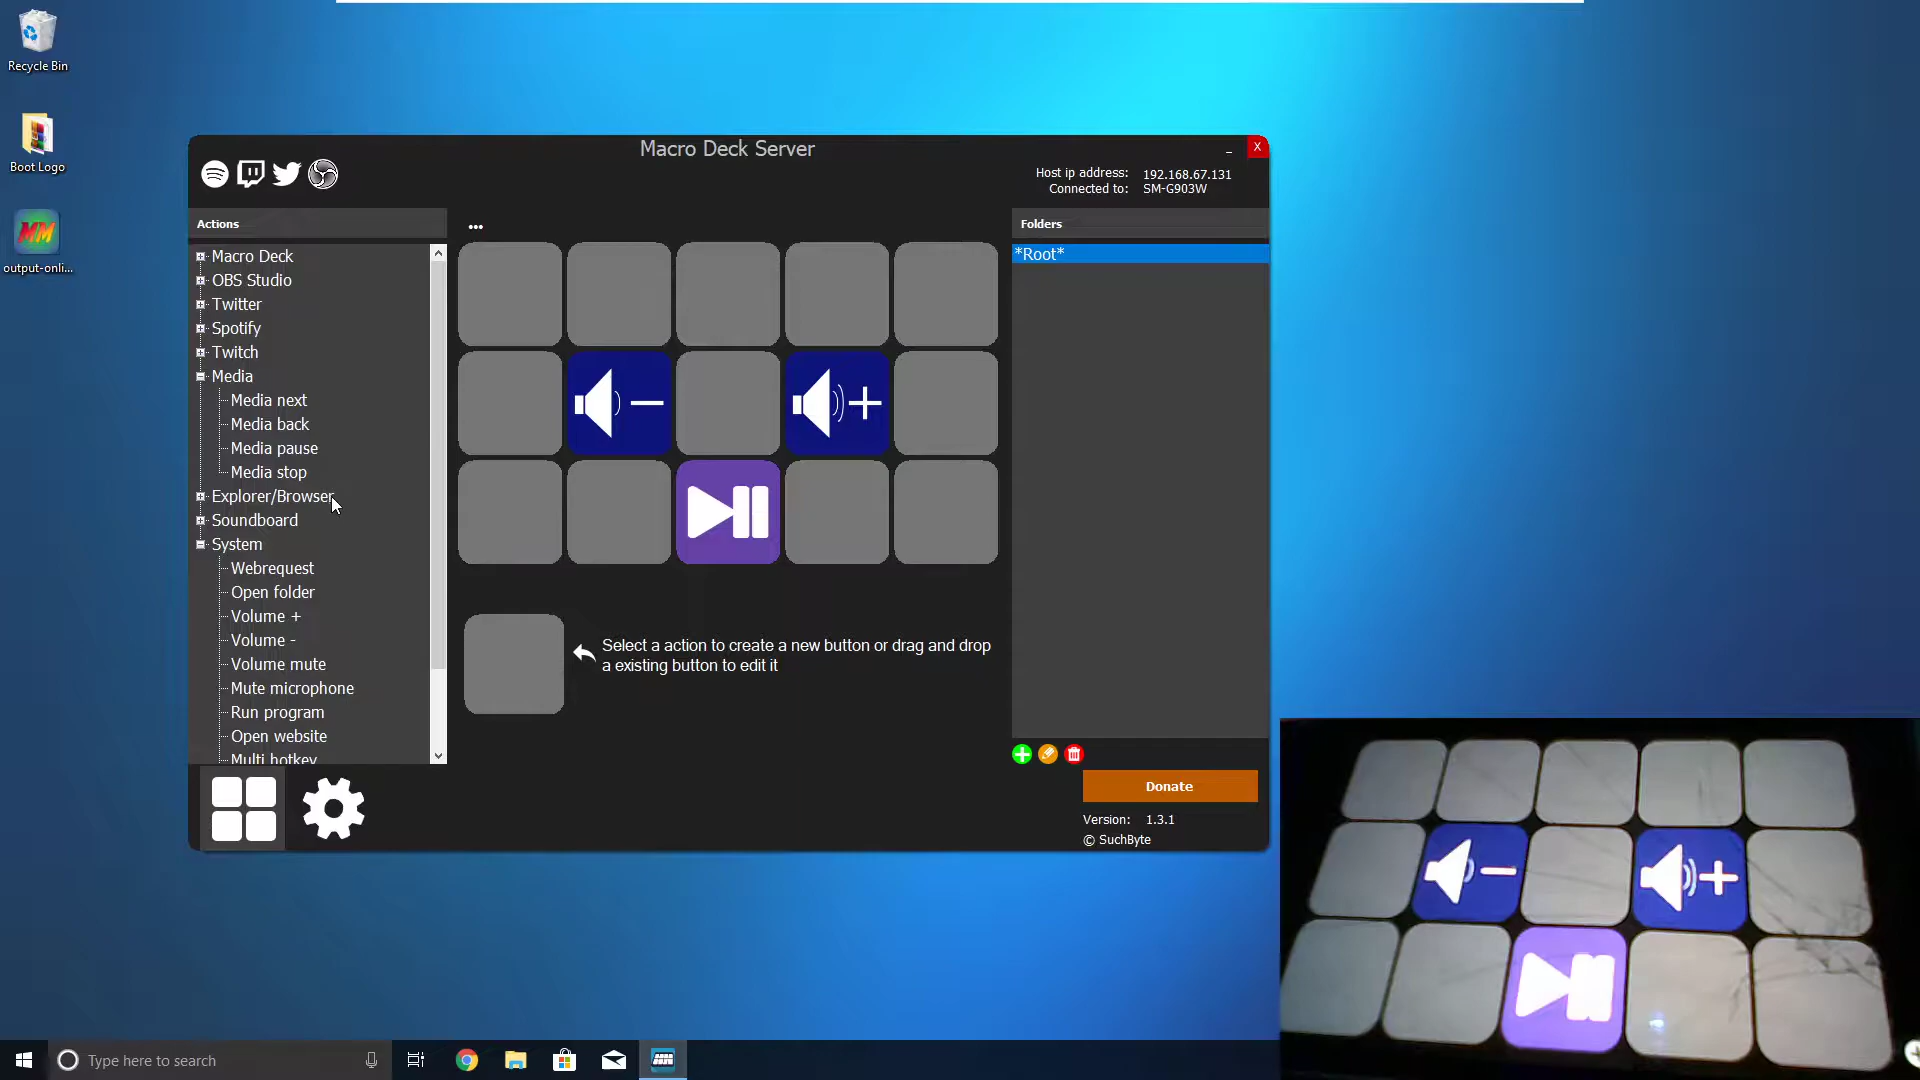 Recycle Bin
Boot Logo
MM
output-onli...
Macro Deck Server
_
X
Host ip address: 192.168.67.131
Connected to: SM-G903W
Actions
...
Folders
Macro Deck
OBS Studio
Twitter
Spotify
Twitch
Media
Media next
Media back
Media pause
Media stop
Explorer/Browser
Soundboard
System
Webrequest
Open folder
Volume +
Volume -
Volume mute
Mute microphone
Run program
Open website
Multi hotkey
*Root*
Select a action to create a new button or drag and drop
a existing button to edit it
Donate
Version: 1.3.1
© SuchByte
Type here to search